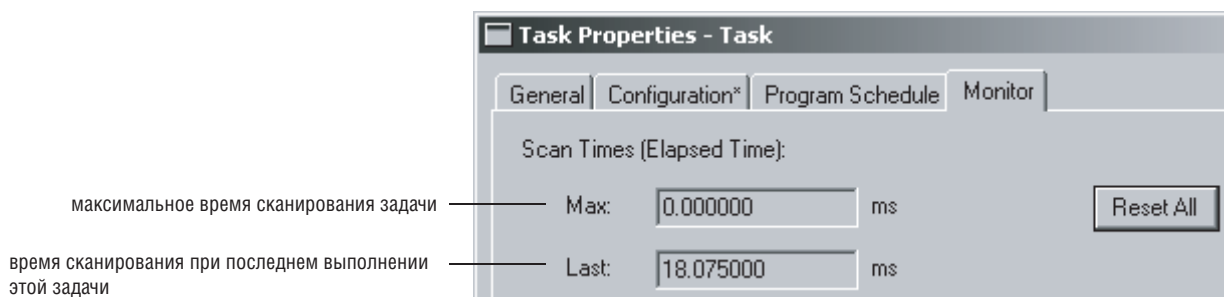 Task Properties - Task
General Configuration* Program Schedule Monitor
Scan Times (Elapsed Time):
максимальное время сканирования задачи Max: 0.000000 ms Reset All
время сканирования при последнем выполнении
этой задачи Last: 18.075000 ms